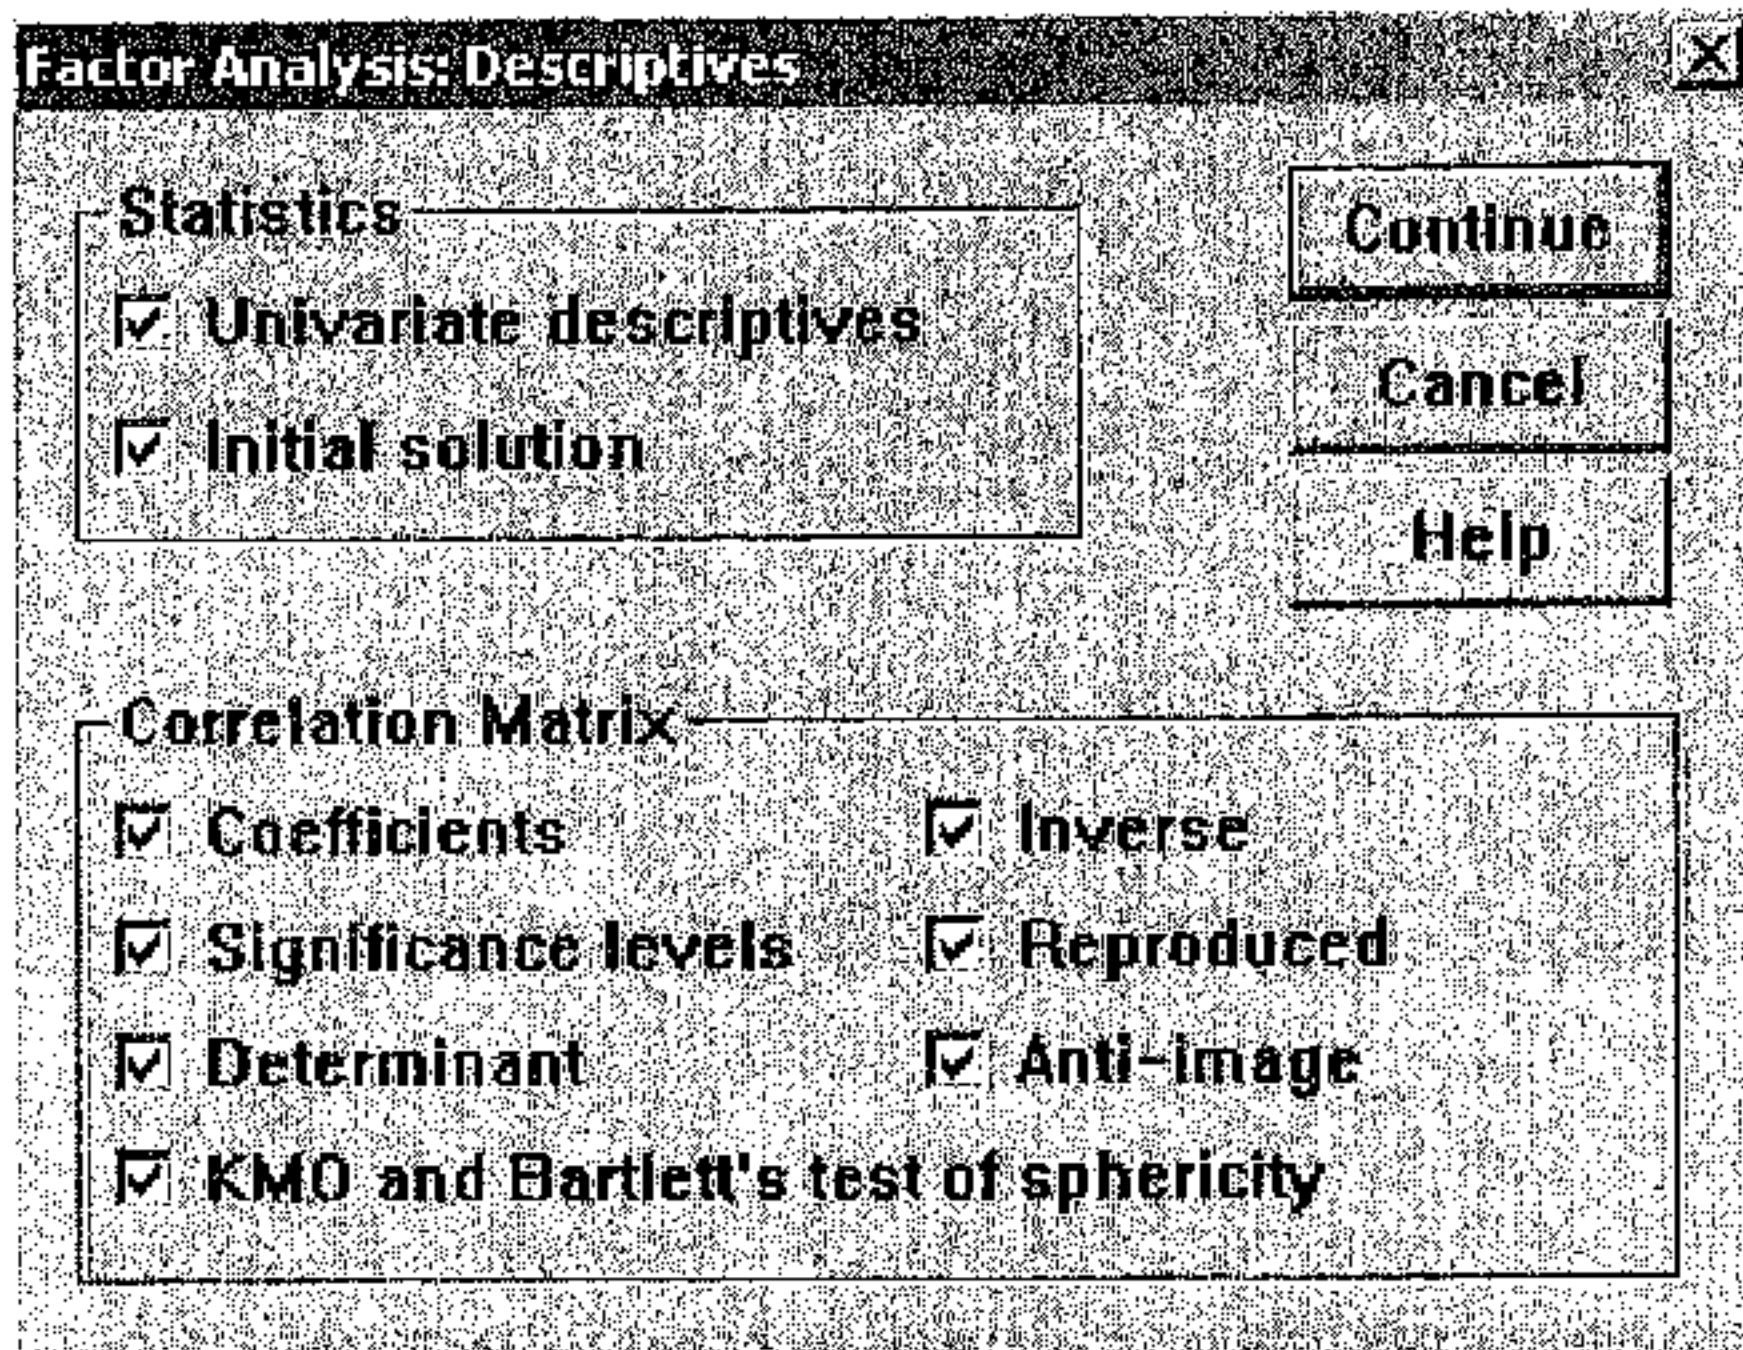 Factor Analysis: Descriptives
Statistics
Univariate descriptives
Initial solution
Continue
Cancel
Help
Correlation Matrix
Coefficients
Inverse
Significance levels
Reproduced
Determinant
Anti-image
KMO and Bartlett's test of sphericity